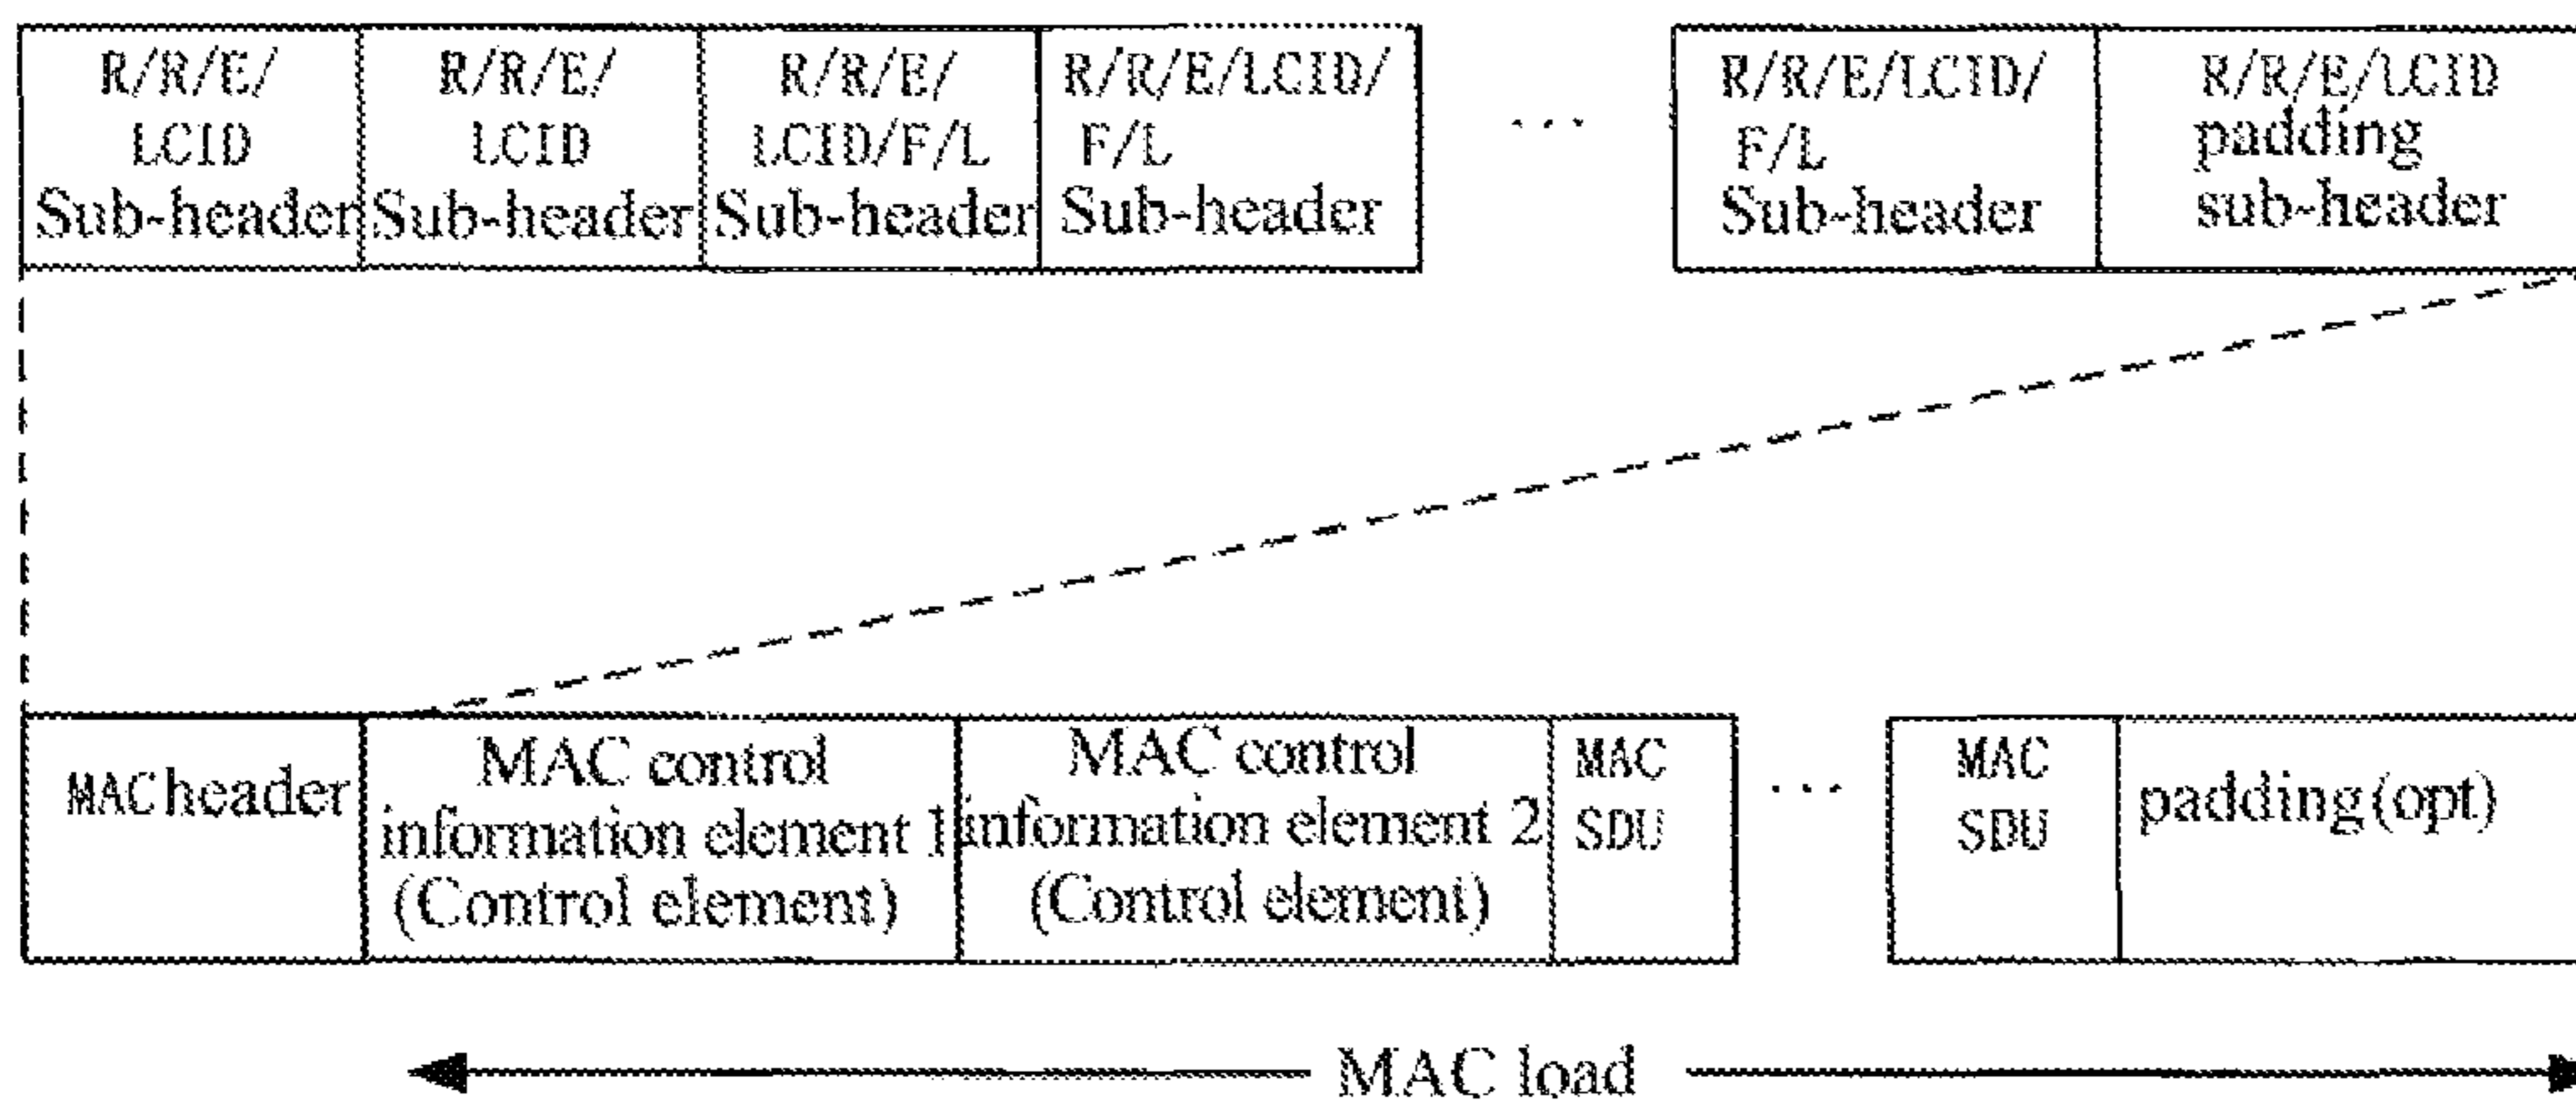 R/R/E/
LCID
Sub-header
R/R/E/
LCID
Sub-header
R/R/E/
LCID/F/L
Sub-header
R/R/E/LCID/
F/L
Sub-header
...
R/R/E/LCID/
F/L
Sub-header
R/R/E/LCID
padding
sub-header
MAC header
MAC control
information element 1
(Control element)
MAC control
information element 2
(Control element)
MAC
SDU
...
MAC
SDU
padding (opt)
MAC load